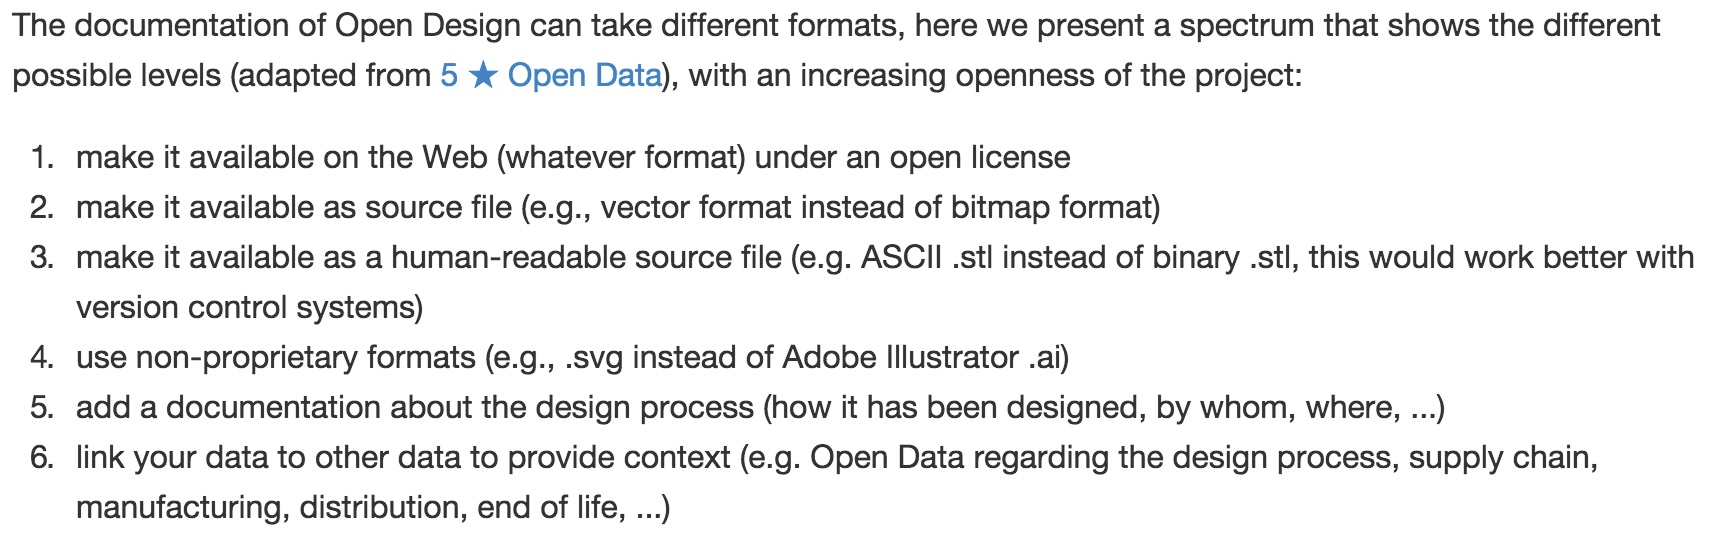 The documentation of Open Design can take different formats, here we present a spectrum that shows the different
possible levels (adapted from 5 ★ Open Data), with an increasing openness of the project:
1. make it available on the Web (whatever format) under an open license
2. make it available as source file (e.g., vector format instead of bitmap format)
3. make it available as a human-readable source file (e.g. ASCII .stl instead of binary .stl, this would work better with
version control systems)
4. use non-proprietary formats (e.g., .svg instead of Adobe Illustrator .ai)
5. add a documentation about the design process (how it has been designed, by whom, where, ...)
6. link your data to other data to provide context (e.g. Open Data regarding the design process, supply chain,
manufacturing, distribution, end of life, ...)